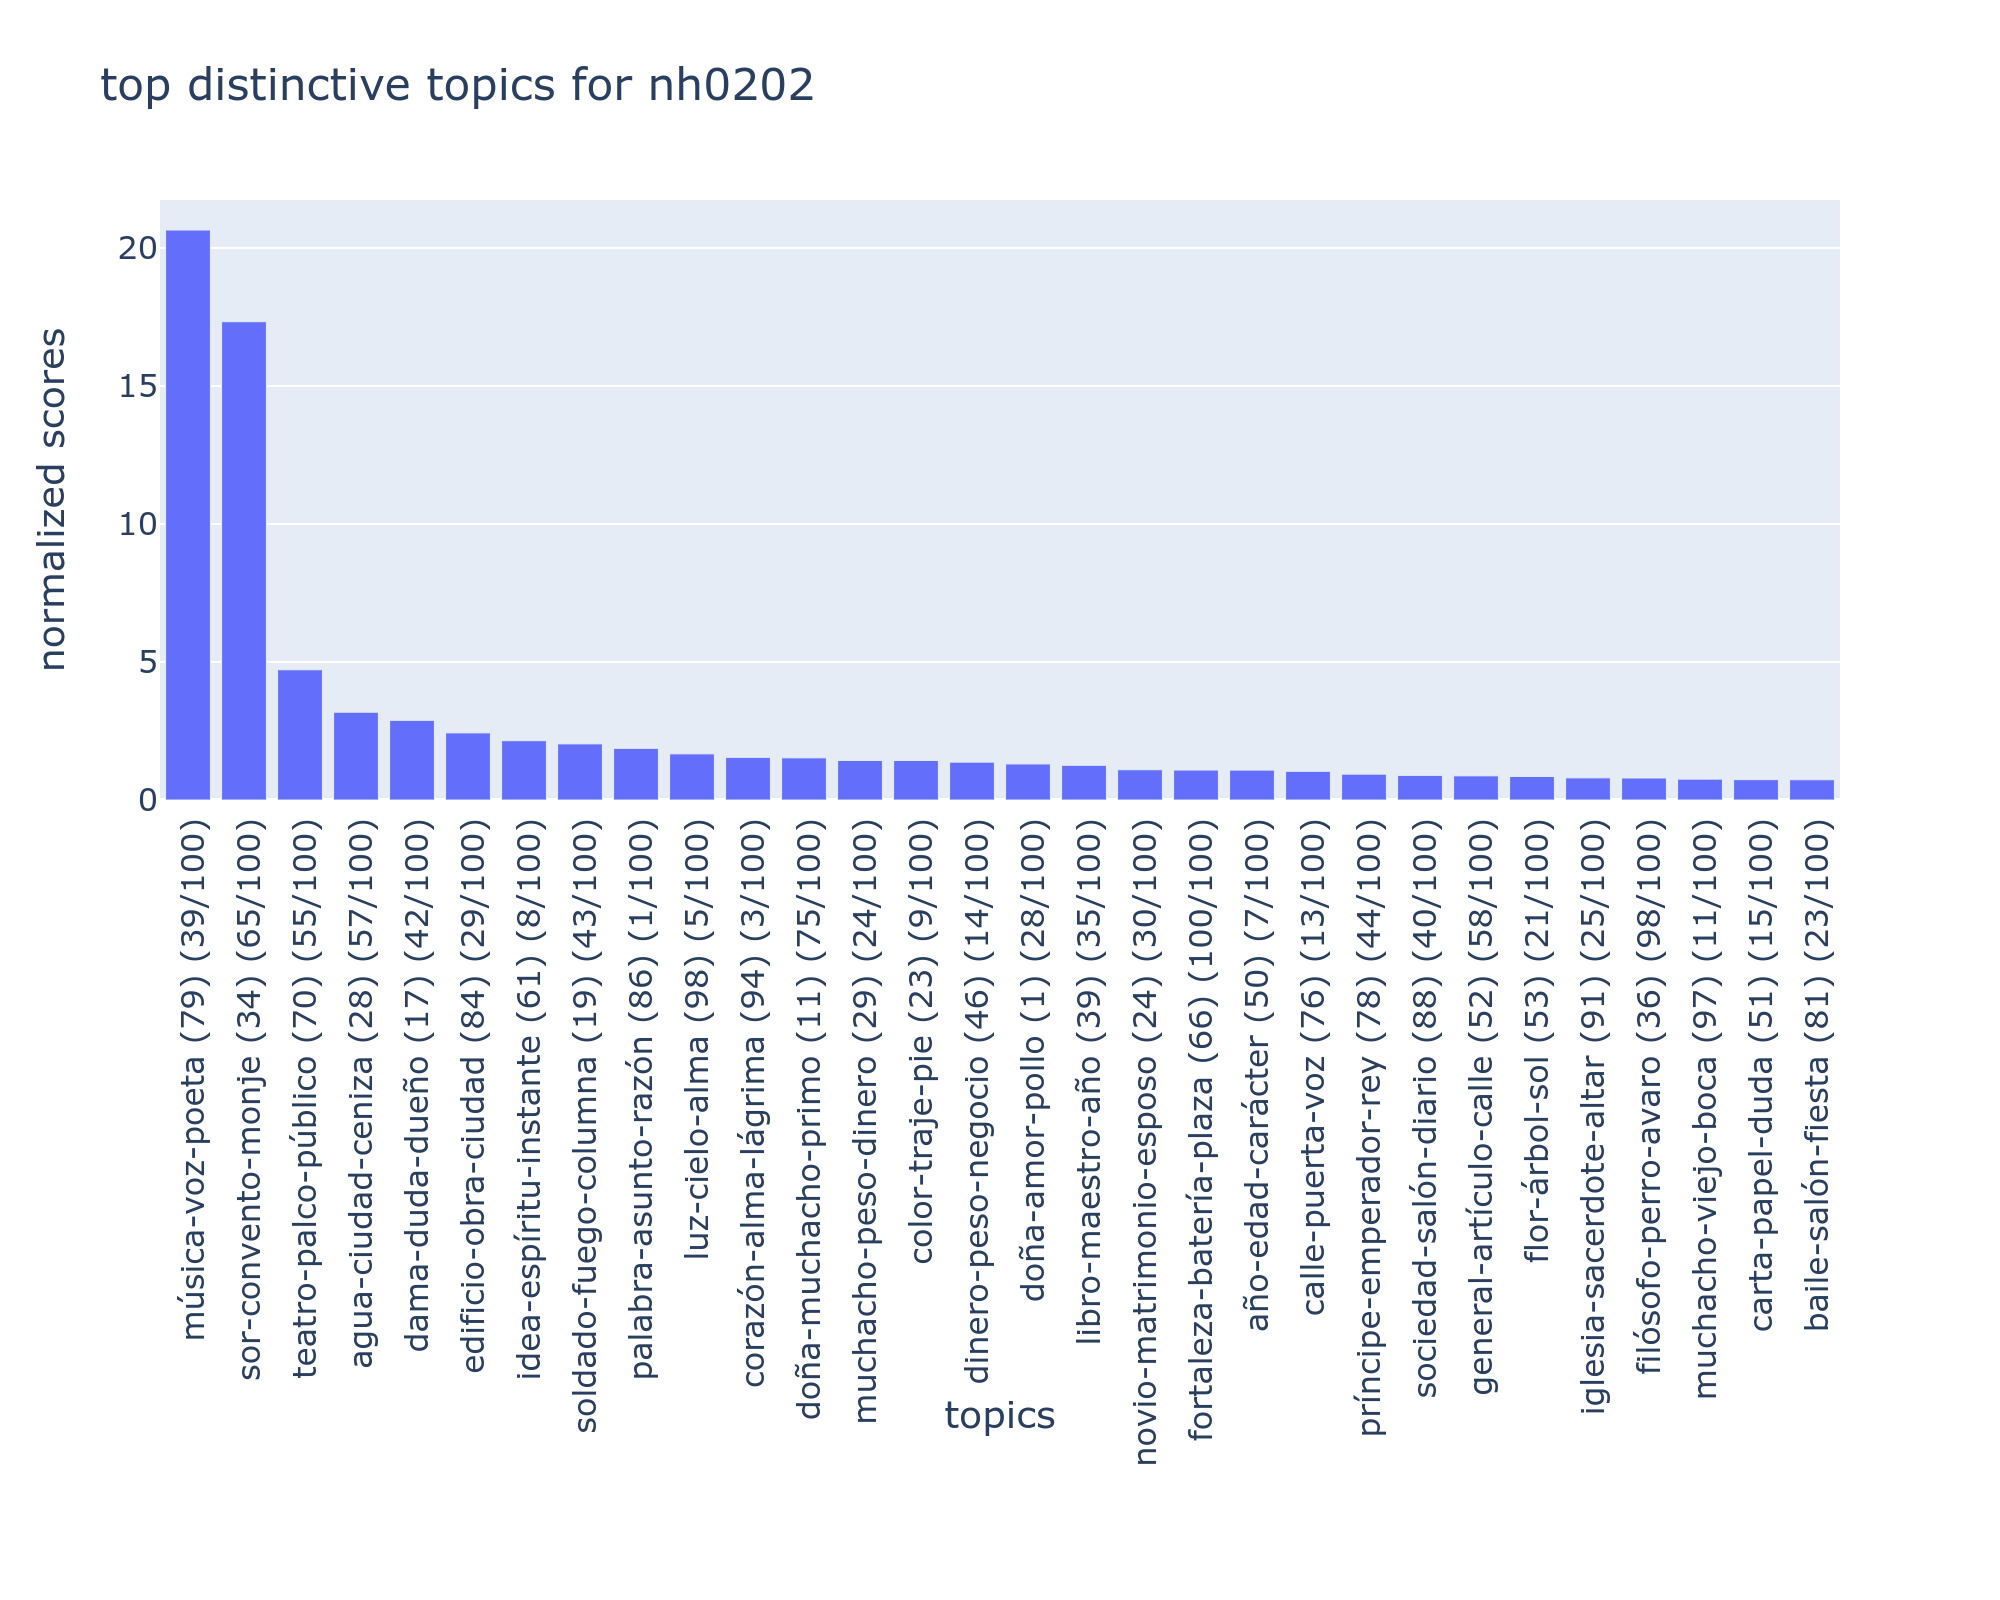 top distinctive topics for nh0202
normalized scores
20
15
10
5
0
música-voz-poeta (79) (39/100)
sor-convento-monje (34) (65/100)
teatro-palco-público (70) (55/100)
agua-ciudad-ceniza (28) (57/100)
dama-duda-dueño (17) (42/100)
edificio-obra-ciudad (84) (29/100)
idea-espíritu-instante (61) (8/100)
soldado-fuego-columna (19) (43/100)
palabra-asunto-razón (86) (1/100)
luz-cielo-alma (98) (5/100)
corazón-alma-lágrima (94) (3/100)
doña-muchacho-primo (11) (75/100)
muchacho-peso-dinero (29) (24/100)
color-traje-pie (23) (9/100)
dinero-peso-negocio (46) (14/100)
doña-amor-pollo (1) (28/100)
libro-maestro-año (39) (35/100)
novio-matrimonio-esposo (24) (30/100)
fortaleza-batería-plaza (66) (100/100)
año-edad-carácter (50) (7/100)
calle-puerta-voz (76) (13/100)
príncipe-emperador-rey (78) (44/100)
sociedad-salón-diario (88) (40/100)
general-artículo-calle (52) (58/100)
flor-árbol-sol (53) (21/100)
iglesia-sacerdote-altar (91) (25/100)
filósofo-perro-avaro (36) (98/100)
muchacho-viejo-boca (97) (11/100)
carta-papel-duda (51) (15/100)
baile-salón-fiesta (81) (23/100)
topics